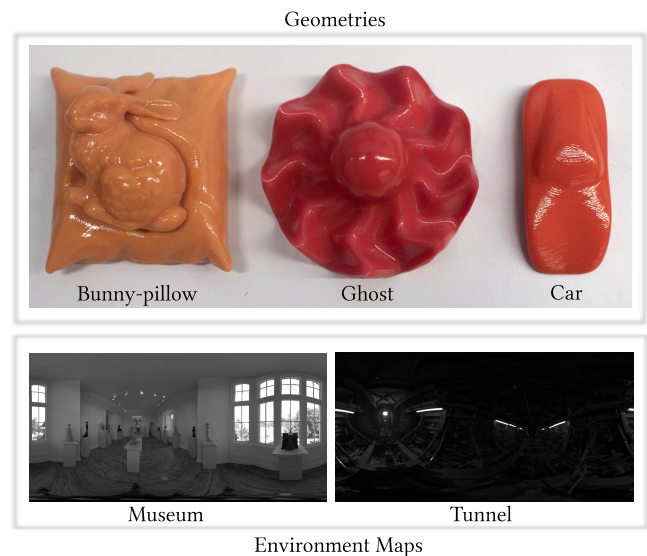 Geometries
Bunny-pillow
Ghost
Car
Museum
Tunnel
Environment Maps